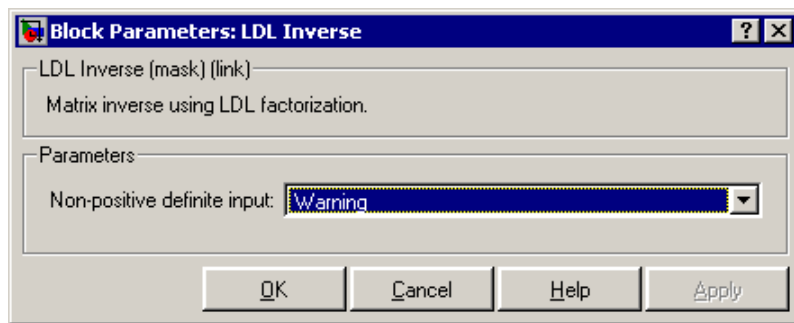 Block Parameters: LDL Inverse
LDL Inverse (mask) (link)
Matrix inverse using LDL factorization.
Parameters
Non-positive definite input: Warning
OK Cancel Help Apply